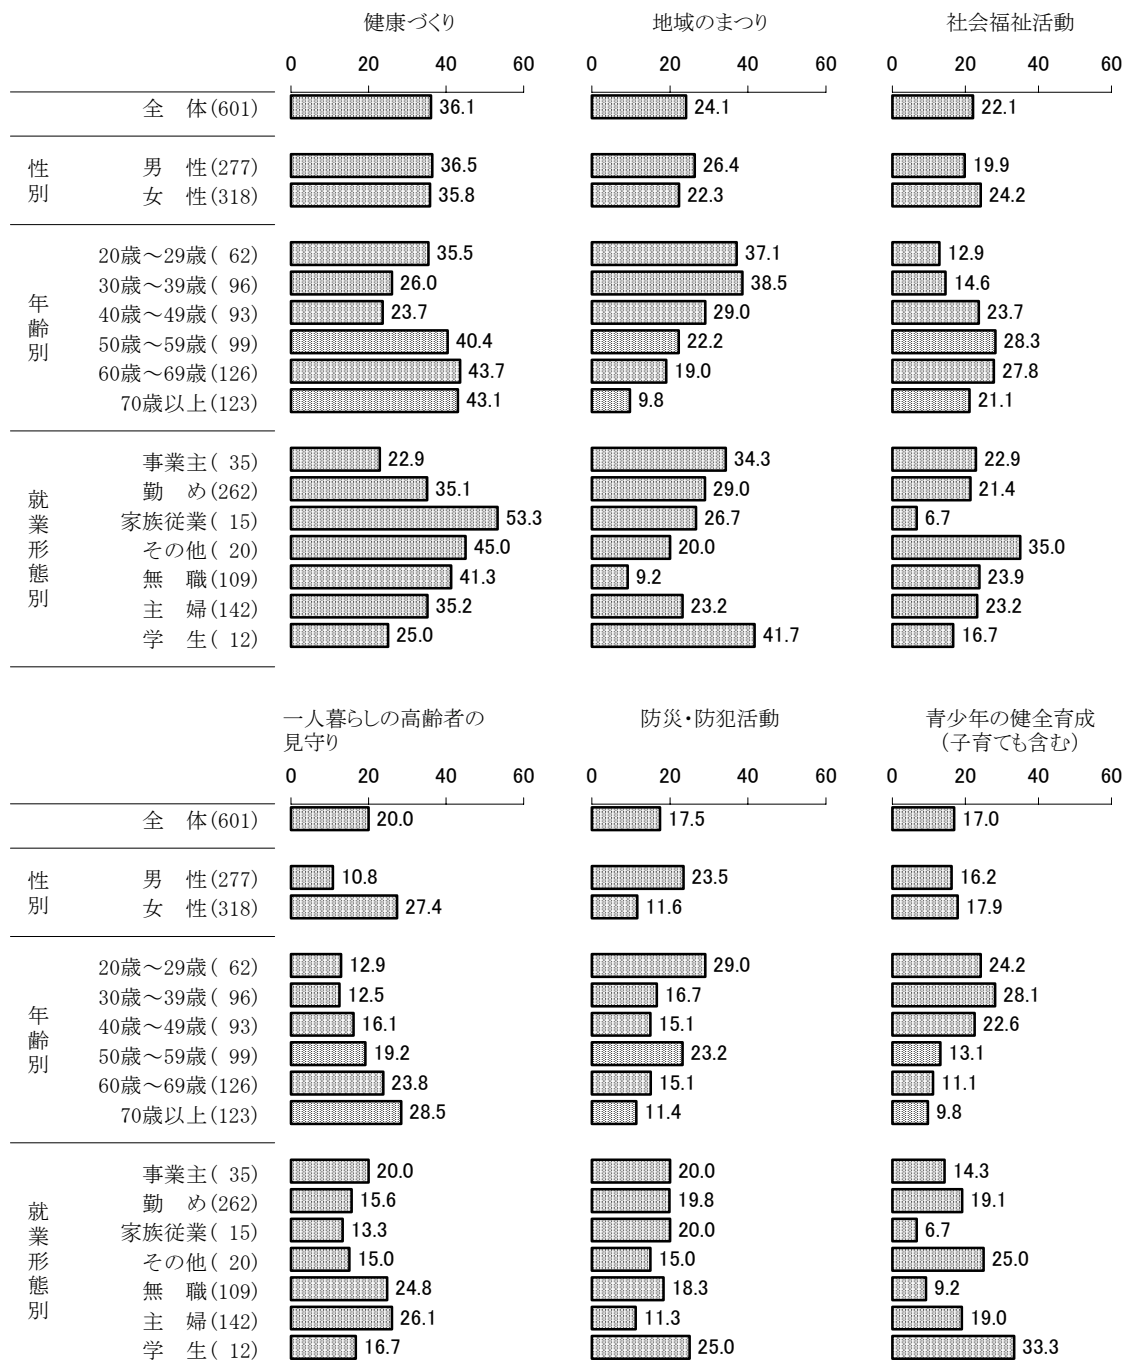 健康づくり 地域のまつり 社会福祉活動
0 20 40 60 0 20 40 60 0 20 40 60
全 体(601) 36.1 24.1 22.1
性別
男 性(277) 36.5 26.4 19.9
女 性(318) 35.8 22.3 24.2
年齢別
20歳～29歳( 62) 35.5 37.1 12.9
30歳～39歳( 96) 26.0 38.5 14.6
40歳～49歳( 93) 23.7 29.0 23.7
50歳～59歳( 99) 40.4 22.2 28.3
60歳～69歳(126) 43.7 19.0 27.8
70歳以上(123) 43.1 9.8 21.1
就業形態別
事業主( 35) 22.9 34.3 22.9
勤 め(262) 35.1 29.0 21.4
家族従業( 15) 53.3 26.7 6.7
その他( 20) 45.0 20.0 35.0
無 職(109) 41.3 9.2 23.9
主 婦(142) 35.2 23.2 23.2
学 生( 12) 25.0 41.7 16.7
一人暮らしの高齢者の 防災・防犯活動 青少年の健全育成
見守り (子育ても含む)
0 20 40 60 0 20 40 60 0 20 40 60
全 体(601) 20.0 17.5 17.0
性別
男 性(277) 10.8 23.5 16.2
女 性(318) 27.4 11.6 17.9
年齢別
20歳～29歳( 62) 12.9 29.0 24.2
30歳～39歳( 96) 12.5 16.7 28.1
40歳～49歳( 93) 16.1 15.1 22.6
50歳～59歳( 99) 19.2 23.2 13.1
60歳～69歳(126) 23.8 15.1 11.1
70歳以上(123) 28.5 11.4 9.8
就業形態別
事業主( 35) 20.0 20.0 14.3
勤 め(262) 15.6 19.8 19.1
家族従業( 15) 13.3 20.0 6.7
その他( 20) 15.0 15.0 25.0
無 職(109) 24.8 18.3 9.2
主 婦(142) 26.1 11.3 19.0
学 生( 12) 16.7 25.0 33.3